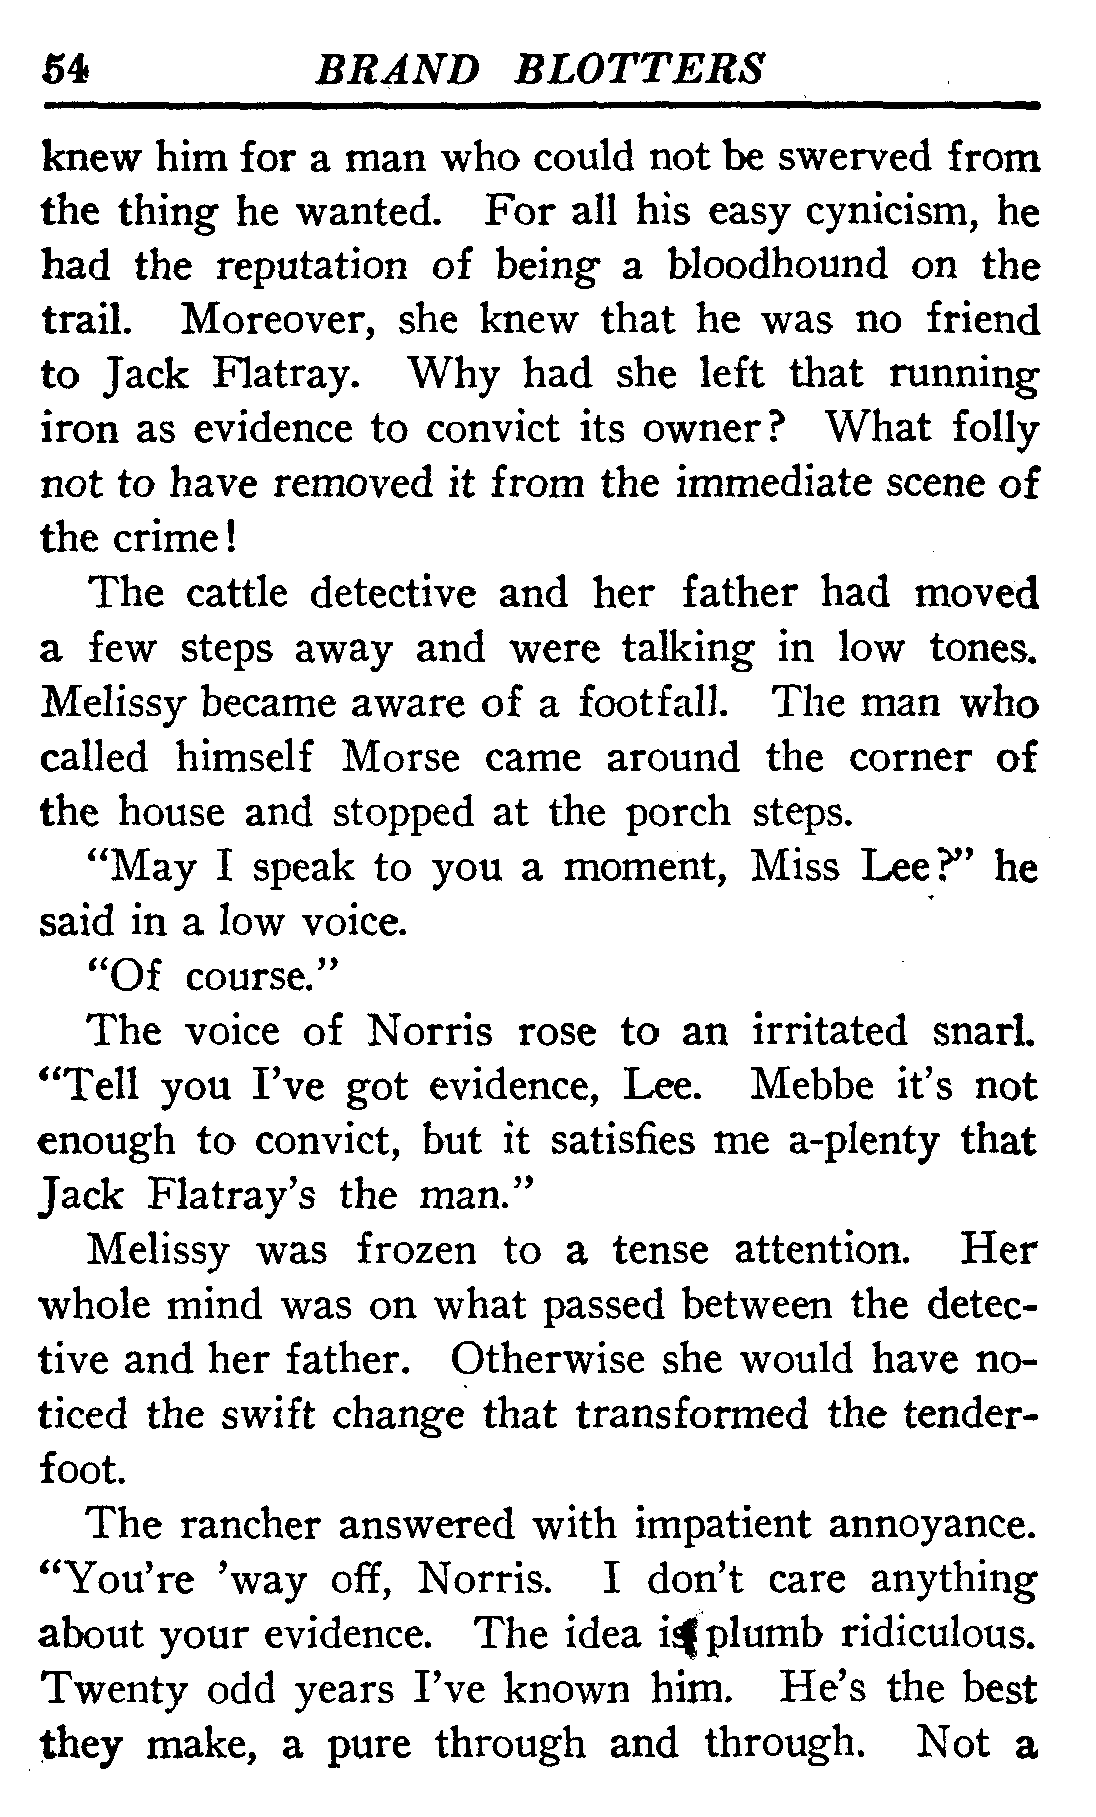 54 BRAND BLOTTERS
knew him for a man who could not be swerved from
the thing he wanted. For all his easy cynicism, he
had the reputation of being a bloodhound on the
trail. Moreover, she knew that he was no friend
to Jack Flatray. Why had she left that running
iron as evidence to convict its owner? What folly
not to have removed it from the immediate scene of
the crime!
The cattle detective and her father had moved
a few steps away and were talking in low tones.
Melissy became aware of a footfall. The man who
called himself Morse came around the corner of
the house and stopped at the porch steps.
“May I speak to you a moment, Miss Lee?” he
said in a low voice.
“Of course.”
The voice of Norris rose to an irritated snarl.
“Tell you I've got evidence, Lee. Mebbe it's not
enough to convict, but it satisfies me a-plenty that
Jack Flatray's the man.”
Melissy was frozen to a tense attention. Her
whole mind was on what passed between the detec-
tive and her father. Otherwise she would have no-
ticed the swift change that transformed the tender-
foot.
The rancher answered with impatient annoyance.
“You're 'way off, Norris. I don't care anything
about your evidence. The idea is plumb ridiculous.
Twenty odd years I've known him. He's the best
they make, a pure through and through. Not a